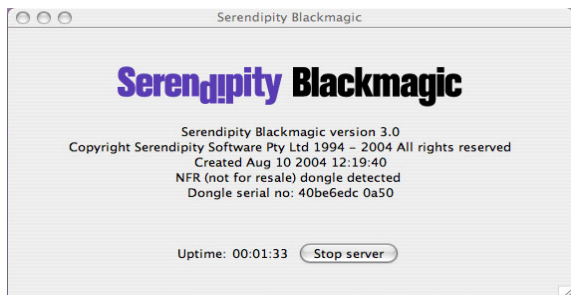 Serendipity Blackmagic
Serendipity Blackmagic
Serendipity Blackmagic version 3.0
Copyright Serendipity Software Pty Ltd 1994 – 2004 All rights reserved
Created Aug 10 2004 12:19:40
NFR (not for resale) dongle detected
Dongle serial no: 40be6edc 0a50
Uptime: 00:01:33 Stop server